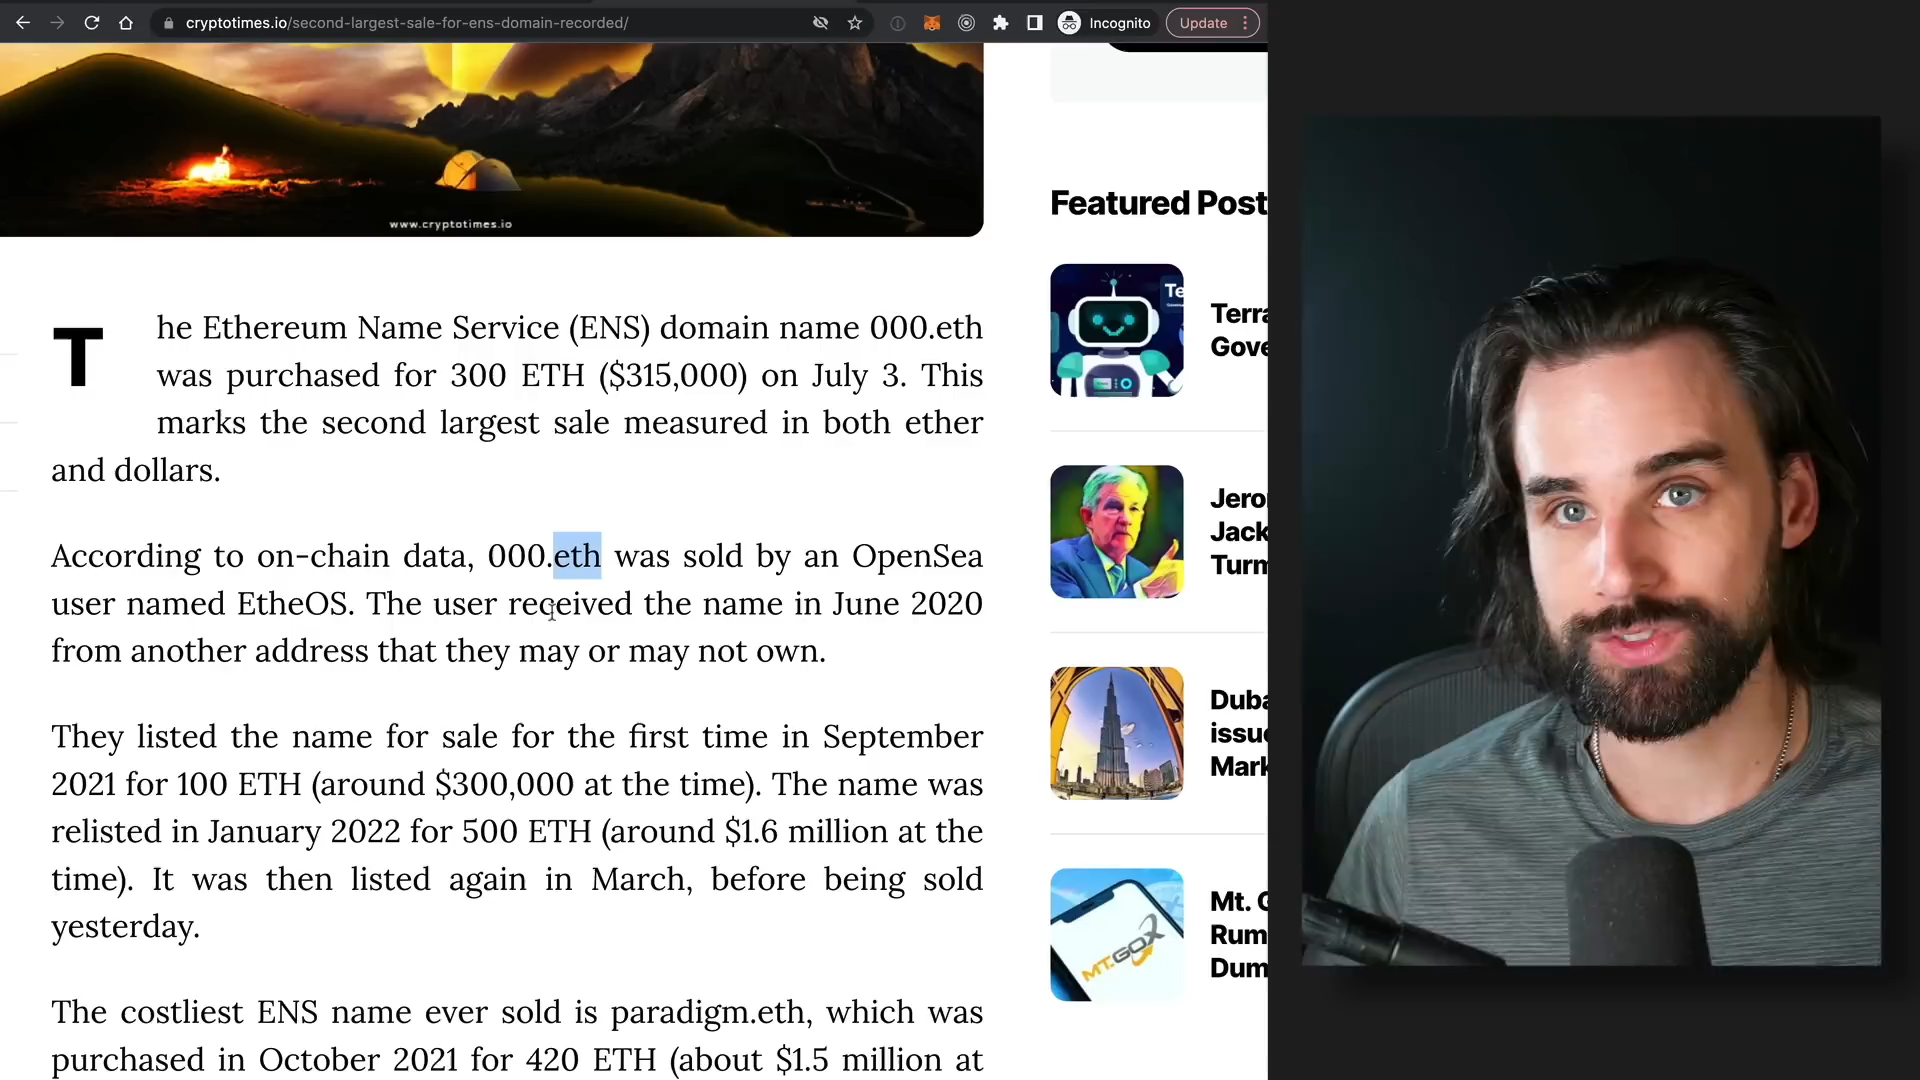 cryptotimes.io/second-largest-sale-for-ens-domain-recorded/
Incognito
Update
www.cryptotimes.io
The Ethereum Name Service (ENS) domain name 000.eth
was purchased for 300 ETH ($315,000) on July 3. This
marks the second largest sale measured in both ether
and dollars.
According to on-chain data, 000.eth was sold by an OpenSea
user named EtheOS. The user received the name in June 2020
from another address that they may or may not own.
They listed the name for sale for the first time in September
2021 for 100 ETH (around $300,000 at the time). The name was
relisted in January 2022 for 500 ETH (around $1.6 million at the
time). It was then listed again in March, before being sold
yesterday.
The costliest ENS name ever sold is paradigm.eth, which was
purchased in October 2021 for 420 ETH (about $1.5 million at
Featured Post
Te
Terra
Gove
Jero
Jack
Turm
Duba
issue
Mark
MT.GOX
Mt. G
Rum
Dum